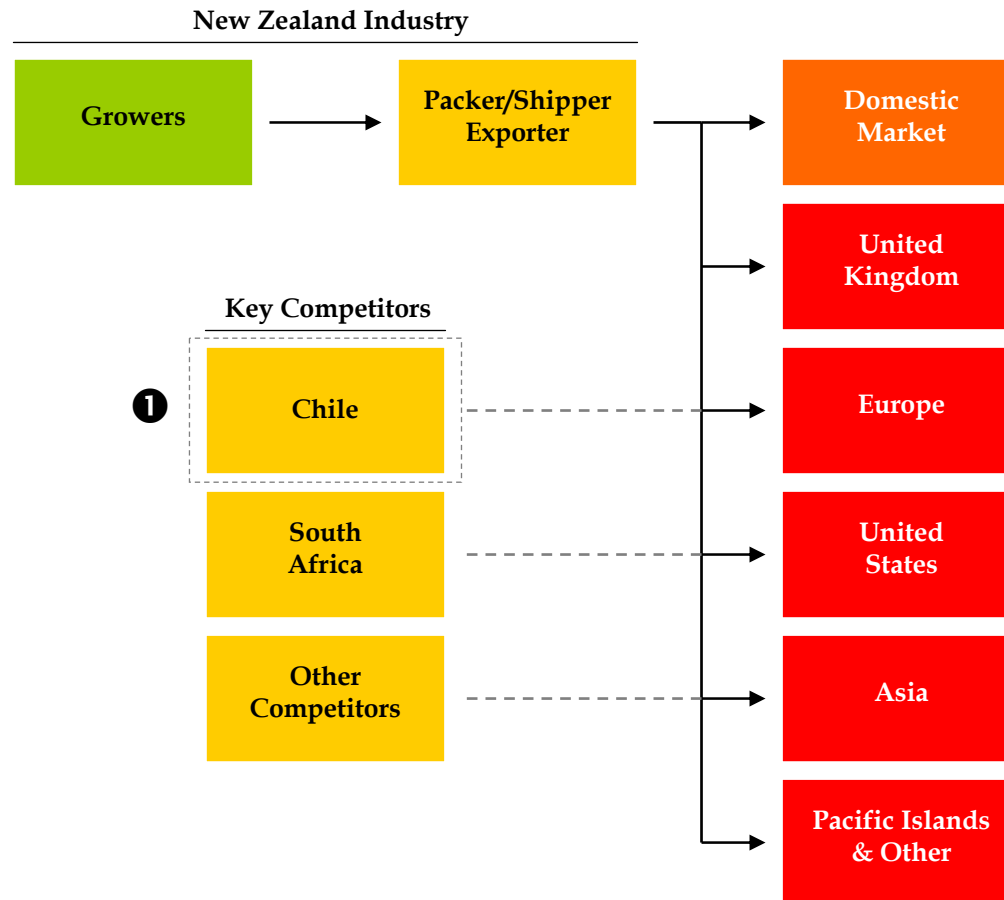 New Zealand Industry
Growers
Packer/Shipper
Exporter
Domestic
Market
United
Kingdom
Key Competitors
❶
Chile
Europe
South
Africa
United
States
Other
Competitors
Asia
Pacific Islands
& Other